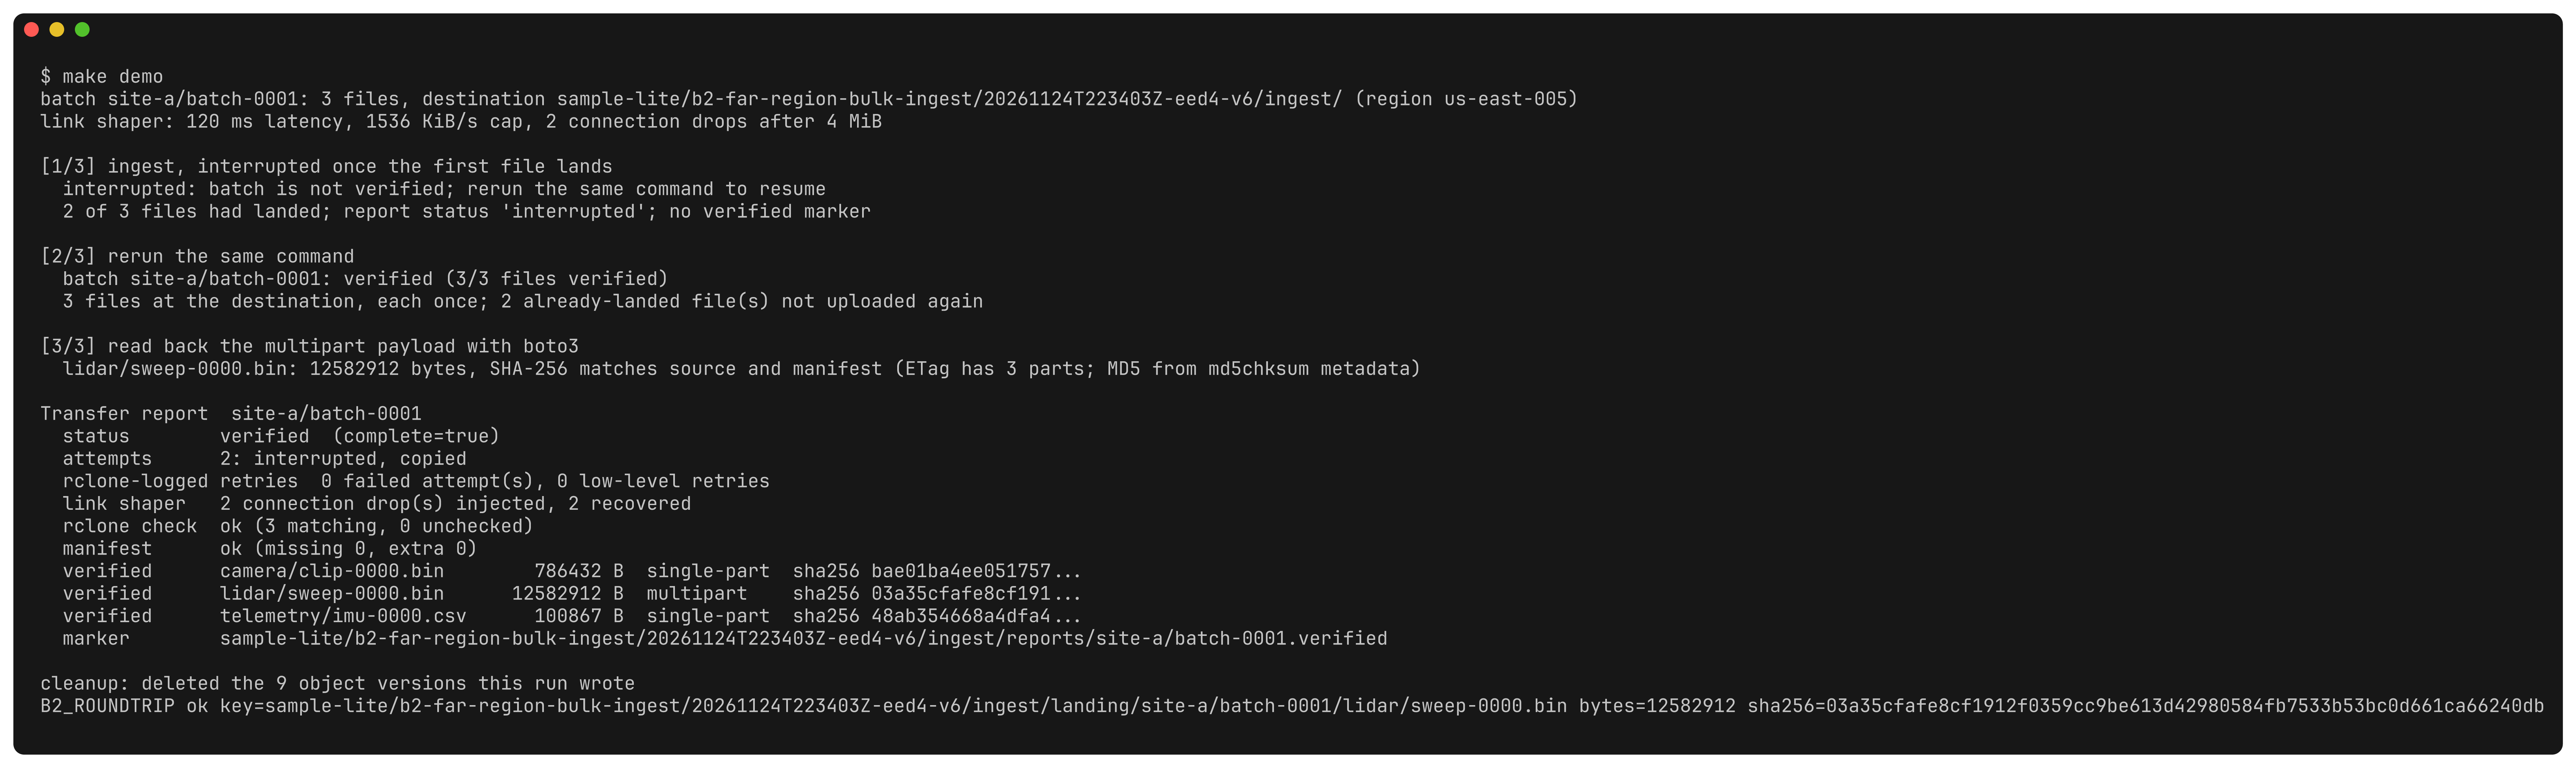 $ make demo
batch site-a/batch-0001: 3 files, destination sample-lite/b2-far-region-bulk-ingest/20261124T223403Z-eed4-v6/ingest/ (region us-east-005)
link shaper: 120 ms latency, 1536 KiB/s cap, 2 connection drops after 4 MiB
[1/3] ingest, interrupted once the first file lands
interrupted: batch is not verified; rerun the same command to resume
2 of 3 files had landed; report status 'interrupted'; no verified marker
[2/3] rerun the same command
batch site-a/batch-0001: verified (3/3 files verified)
3 files at the destination, each once; 2 already-landed file(s) not uploaded again
[3/3] read back the multipart payload with boto3
lidar/sweep-0000.bin: 12582912 bytes, SHA-256 matches source and manifest (ETag has 3 parts; MD5 from md5chksum metadata)
Transfer report  site-a/batch-0001
status        verified  (complete=true)
attempts      2: interrupted, copied
rclone-logged retries  0 failed attempt(s), 0 low-level retries
link shaper   2 connection drop(s) injected, 2 recovered
rclone check  ok (3 matching, 0 unchecked)
manifest      ok (missing 0, extra 0)
verified      camera/clip-0000.bin        786432 B  single-part  sha256 bae01ba4ee051757...
verified      lidar/sweep-0000.bin      12582912 B  multipart    sha256 03a35cfafe8cf191...
verified      telemetry/imu-0000.csv      100867 B  single-part  sha256 48ab354668a4dfa4...
marker        sample-lite/b2-far-region-bulk-ingest/20261124T223403Z-eed4-v6/ingest/reports/site-a/batch-0001.verified
cleanup: deleted the 9 object versions this run wrote
B2_ROUNDTRIP ok key=sample-lite/b2-far-region-bulk-ingest/20261124T223403Z-eed4-v6/ingest/landing/site-a/batch-0001/lidar/sweep-0000.bin bytes=12582912 sha256=03a35cfafe8cf1912f0359cc9be613d42980584fb7533b53bc0d661ca66240db